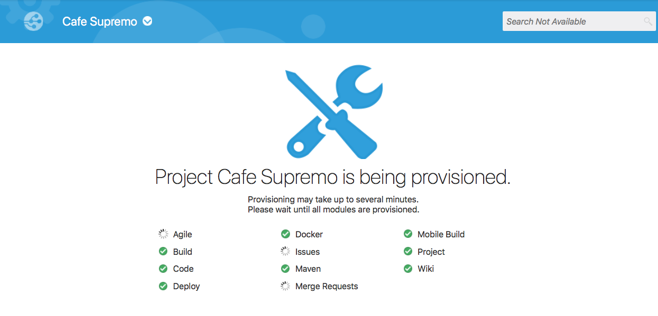 Cafe Supremo
Search Not Available
Project Cafe Supremo is being provisioned.
Provisioning may take up to several minutes.
Please wait until all modules are provisioned.
Agile
Docker
Mobile Build
Build
Issues
Project
Code
Maven
Wiki
Deploy
Merge Requests